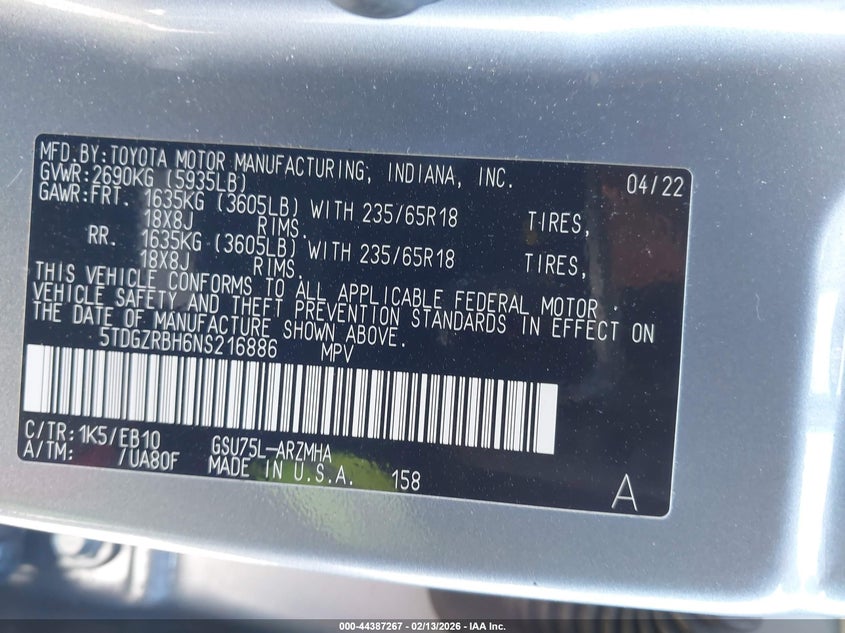 MFD.BY:TOYOTA MOTOR MANUFACTURING, INDIANA, INC. 04/22
GVWR:2690KG (5935LB)
GAWR:FRT. 1635KG (3605LB) WITH 235/65R18 TIRES,
18X8J RIMS.
RR. 1635KG (3605LB) WITH 235/65R18 TIRES,
18X8J RIMS.
THIS VEHICLE CONFORMS TO ALL APPLICABLE FEDERAL MOTOR
VEHICLE SAFETY AND THEFT PREVENTION STANDARDS IN EFFECT ON
THE DATE OF MANUFACTURE SHOWN ABOVE.
5TDGZRBH6NS216886 MPV
C/TR:1K5/EB10 GSU75L-ARZMHA
A/TM: /UA80F MADE IN U.S.A. 158 A
000-44387267 - 02/13/2026 - IAA Inc.